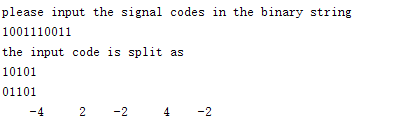 please input the signal codes in the binary string
1001110011
the input code is split as
10101
01101
-4 2 -2 4 -2